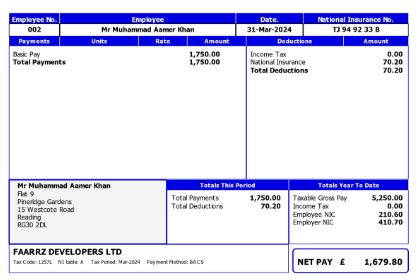 Employee No. Employee Date. National Insurance No.
002 Mr Muhammad Aamer Khan 31-Mar-2024 TJ 94 92 33 B
Payments Units Rate Amount Deductions Amount
Basic Pay 1,750.00 Income Tax 0.00
Total Payments 1,750.00 National Insurance 70.20
Total Deductions 70.20
Mr Muhammad Aamer Khan
Flat 9
Pineridge Gardens
15 Westcote Road
Reading
RG30 2DL
Totals This Period
Total Payments 1,750.00
Total Deductions 70.20
Totals Year To Date
Taxable Gross Pay 5,250.00
Income Tax 0.00
Employee NIC 210.60
Employer NIC 410.70
FAARRZ DEVELOPERS LTD
Tax Code: 1257L NI table: A Tax Period: Mar-2024 Payment Method: BACS
NET PAY £ 1,679.80